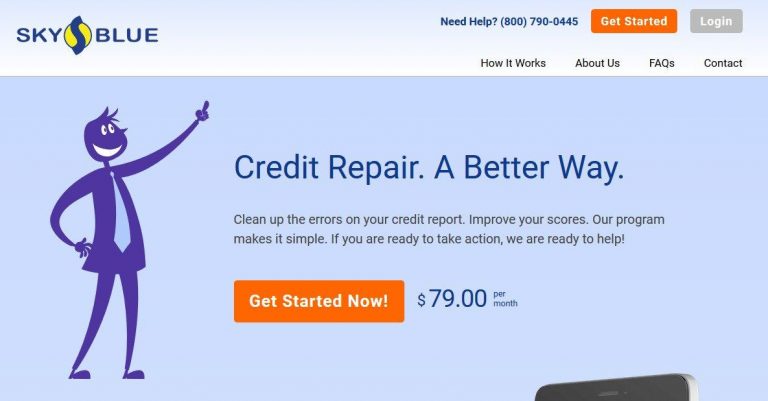 SKY BLUE
Need Help? (800) 790-0445
Get Started
Login
How It Works
About Us
FAQs
Contact
Credit Repair. A Better Way.
Clean up the errors on your credit report. Improve your scores. Our program
makes it simple. If you are ready to take action, we are ready to help!
Get Started Now!
$79.00 per
month